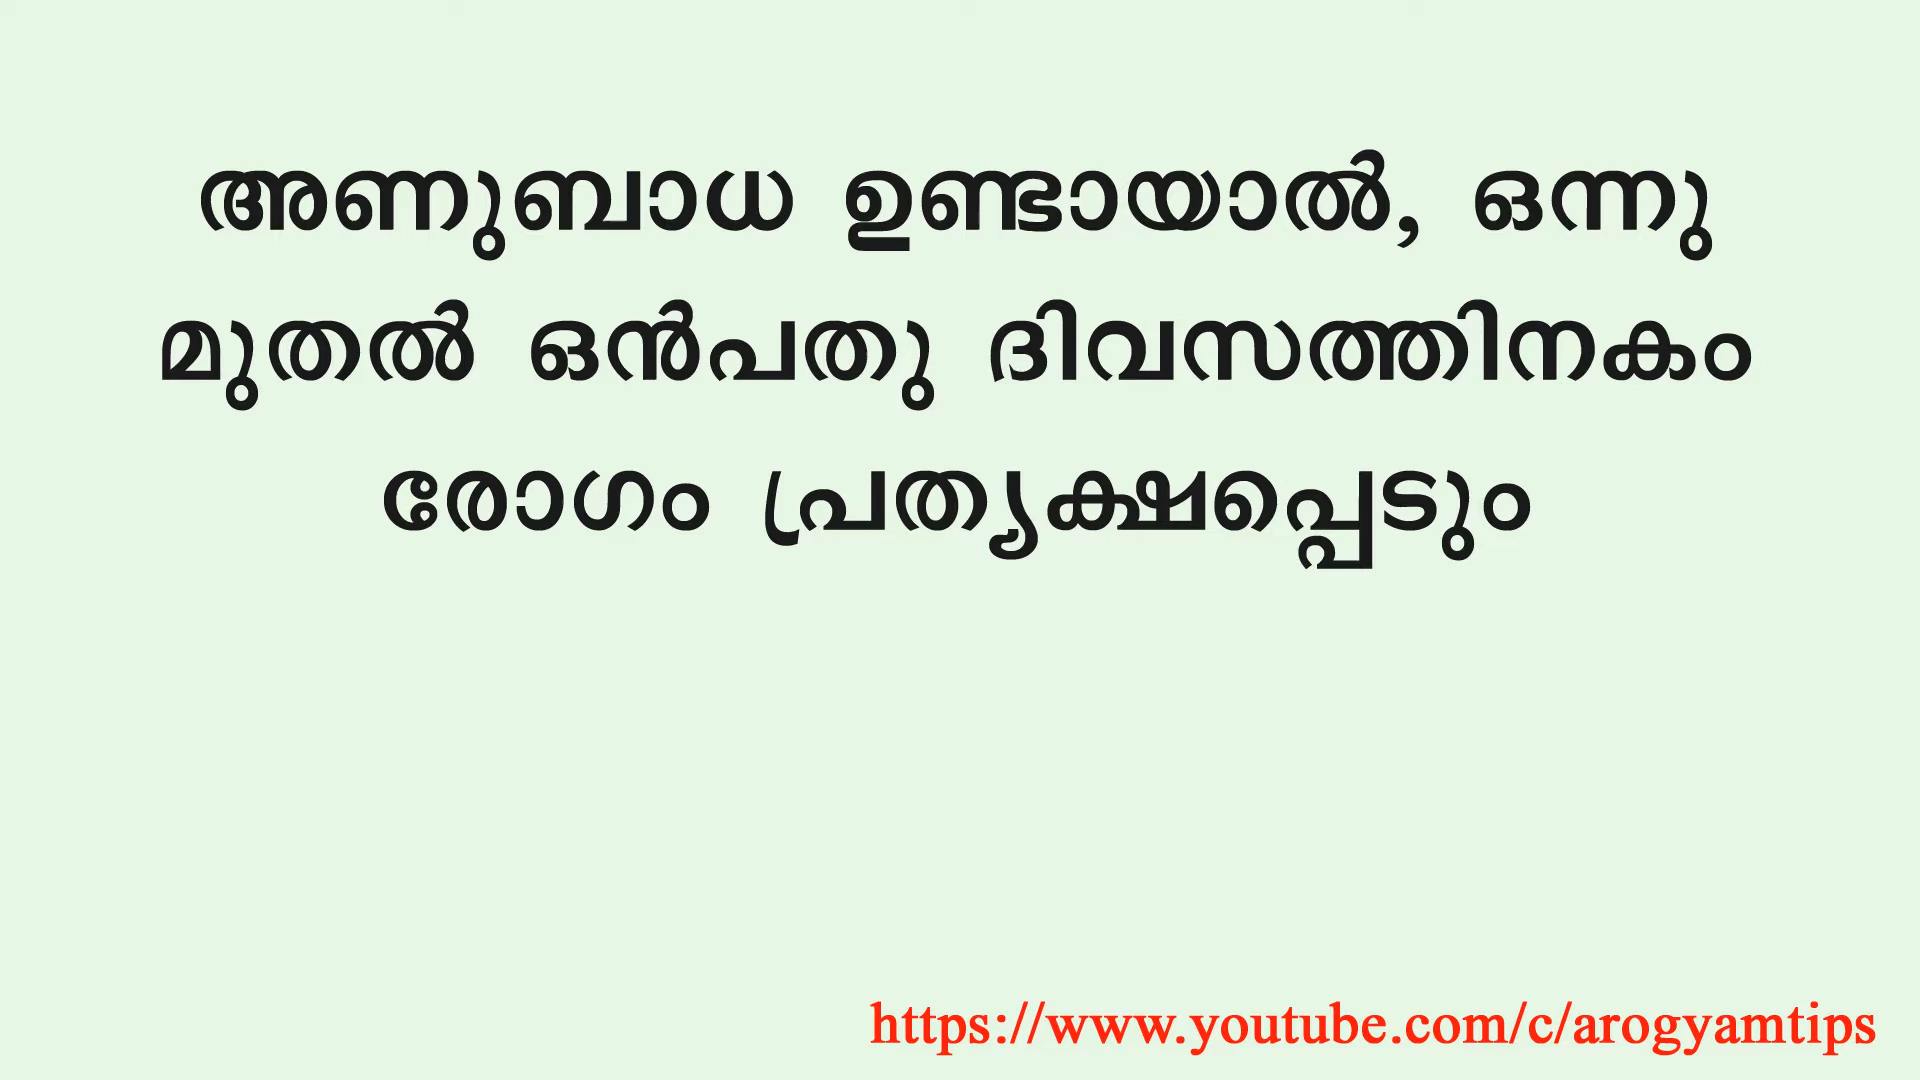 അണുബാധ ഉണ്ടായാൽ, ഒന്നു
മുതൽ ഒൻപതു ദിവസത്തിനകം
രോഗം പ്രത്യക്ഷപ്പെടും
https://www.youtube.com/c/arogyamtips